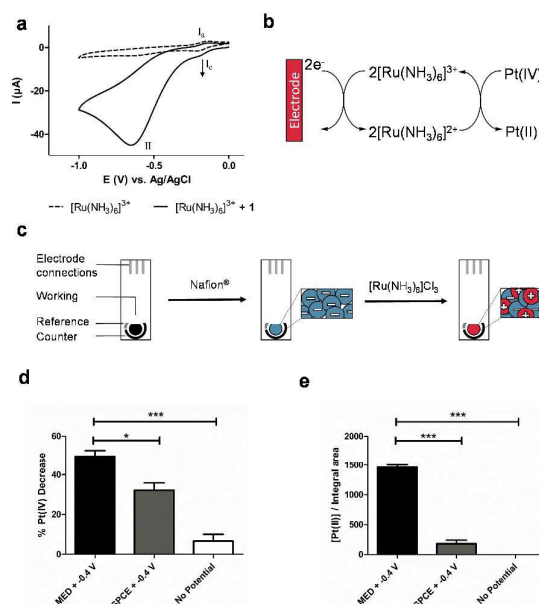 a
I (µA)
0
-20
-40
Ia
Ic
II
-1.0
-0.5
0.0
E (V) vs. Ag/AgCl
[Ru(NH3)6]3+
[Ru(NH3)6]3+ + 1
b
Electrode
2e-
2[Ru(NH3)6]3+
Pt(IV)
2[Ru(NH3)6]2+
Pt(II)
c
Electrode
connections
Working
Reference
Counter
Nafion®
[Ru(NH3)6]Cl3
d
% Pt(IV) Decrease
60
40
20
0
***
*
MED + -0.4 V
SPCE + -0.4 V
No Potential
e
[Pt(II)] / Integral area
2000
1500
1000
500
0
***
***
MED + -0.4 V
SPCE + -0.4 V
No Potential